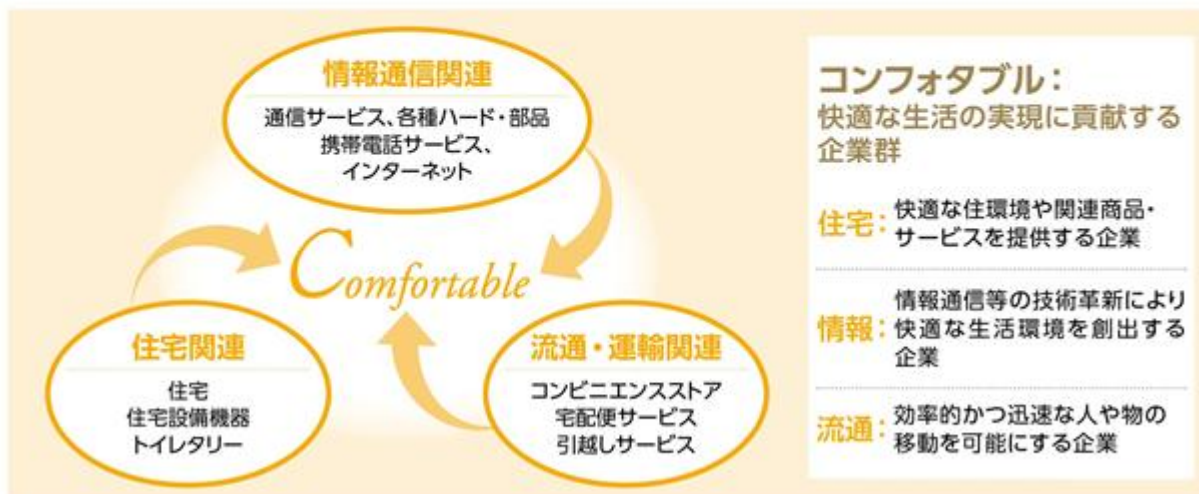 情報通信関連
通信サービス、各種ハード・部品
携帯電話サービス、
インターネット
Comfortable
住宅関連
住宅
住宅設備機器
トイレタリー
流通・運輸関連
コンビニエンスストア
宅配便サービス
引越しサービス
コンフォタブル：
快適な生活の実現に貢献する
企業群
住宅：快適な住環境や関連商品・
サービスを提供する企業
情報：情報通信等の技術革新により
快適な生活環境を創出する
企業
流通：効率的かつ迅速な人や物の
移動を可能にする企業